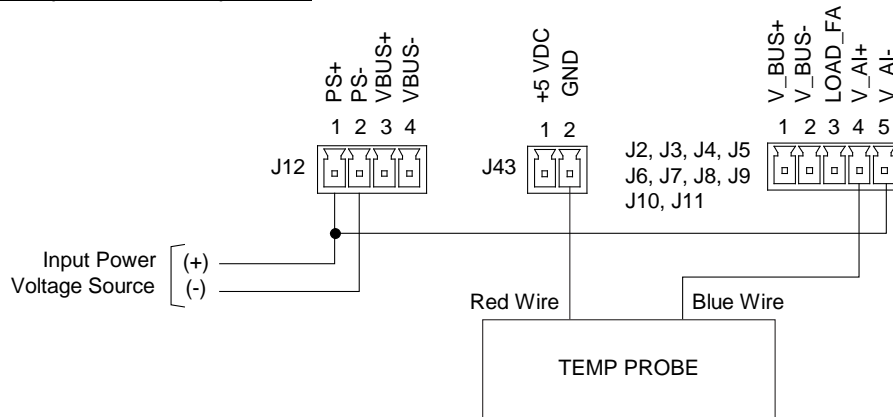 PS+
PS-
VBUS+
VBUS-
1 2 3 4
J12
+5 VDC
GND
1 2
J43
V_BUS+
V_BUS-
LOAD_FA
V_AI+
V_AI-
1 2 3 4 5
J2, J3, J4, J5
J6, J7, J8, J9
J10, J11
Input Power (+)
Voltage Source (-)
Red Wire
Blue Wire
TEMP PROBE